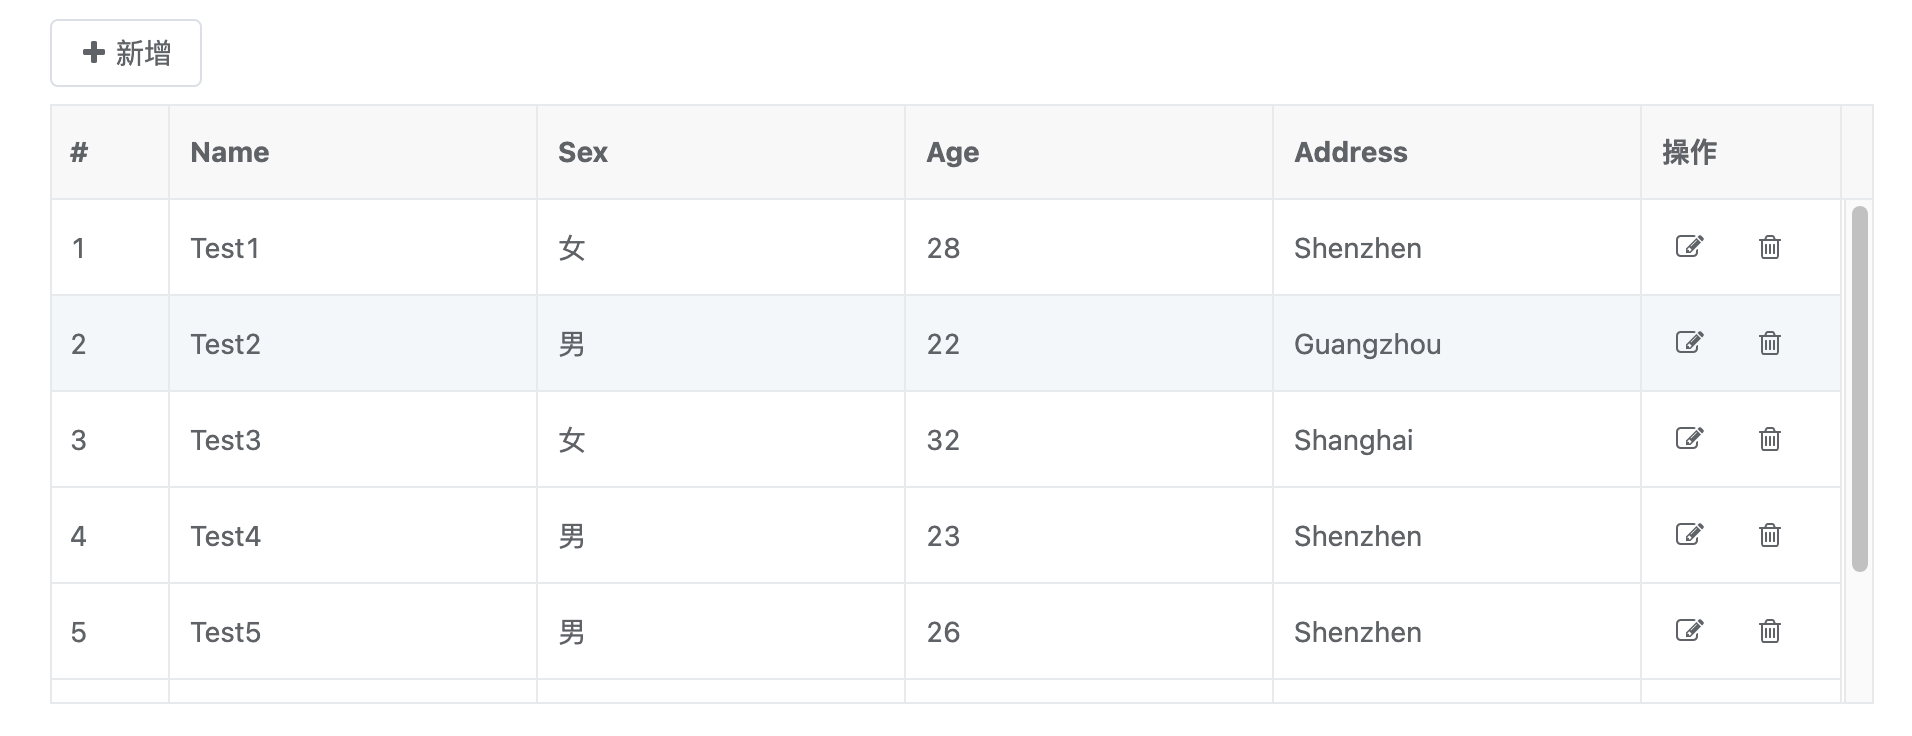 新增
# Name Sex Age Address 操作
1 Test1 女 28 Shenzhen
2 Test2 男 22 Guangzhou
3 Test3 女 32 Shanghai
4 Test4 男 23 Shenzhen
5 Test5 男 26 Shenzhen